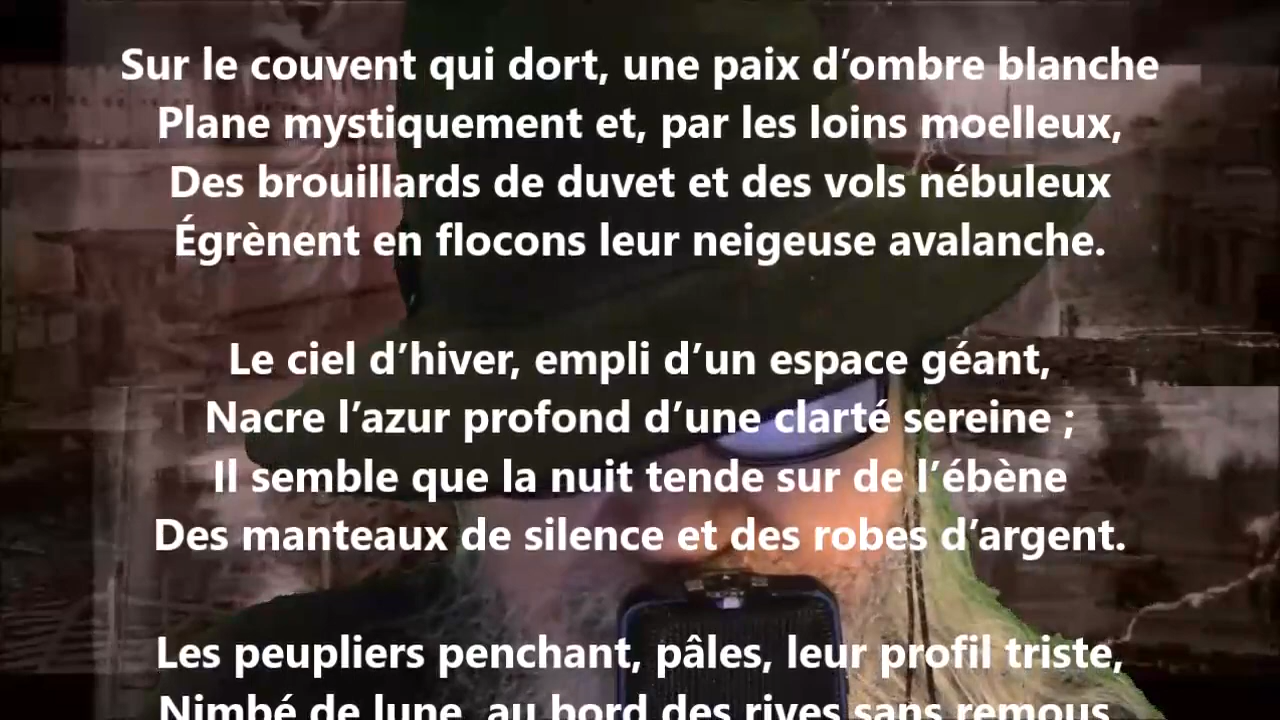 Sur le couvent qui dort, une paix d’ombre blanche
Plane mystiquement et, par les loins moelleux,
Des brouillards de duvet et des vols nébuleux
Égrènent en flocons leur neigeuse avalanche.
Le ciel d’hiver, empli d’un espace géant,
Nacre l’azur profond d’une clarté sereine ;
Il semble que la nuit tende sur de l’ébène
Des manteaux de silence et des robes d’argent.
Les peupliers penchant, pâles, leur profil triste,
Nimbé de lune, au bord des rives sans remous,